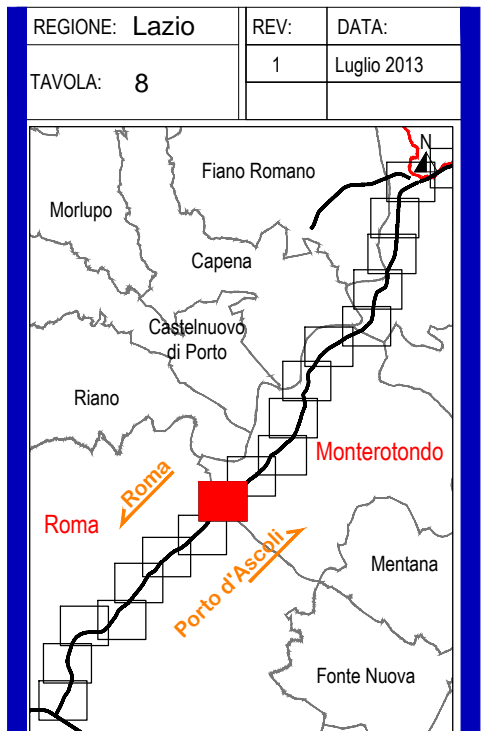 REGIONE: Lazio
REV:
DATA:
TAVOLA: 8
1
Luglio 2013
N
Fiano Romano
Morlupo
Capena
Castelnuovo
di Porto
Riano
Monterotondo
Roma
Roma
Porto d'Ascoli
Mentana
Fonte Nuova